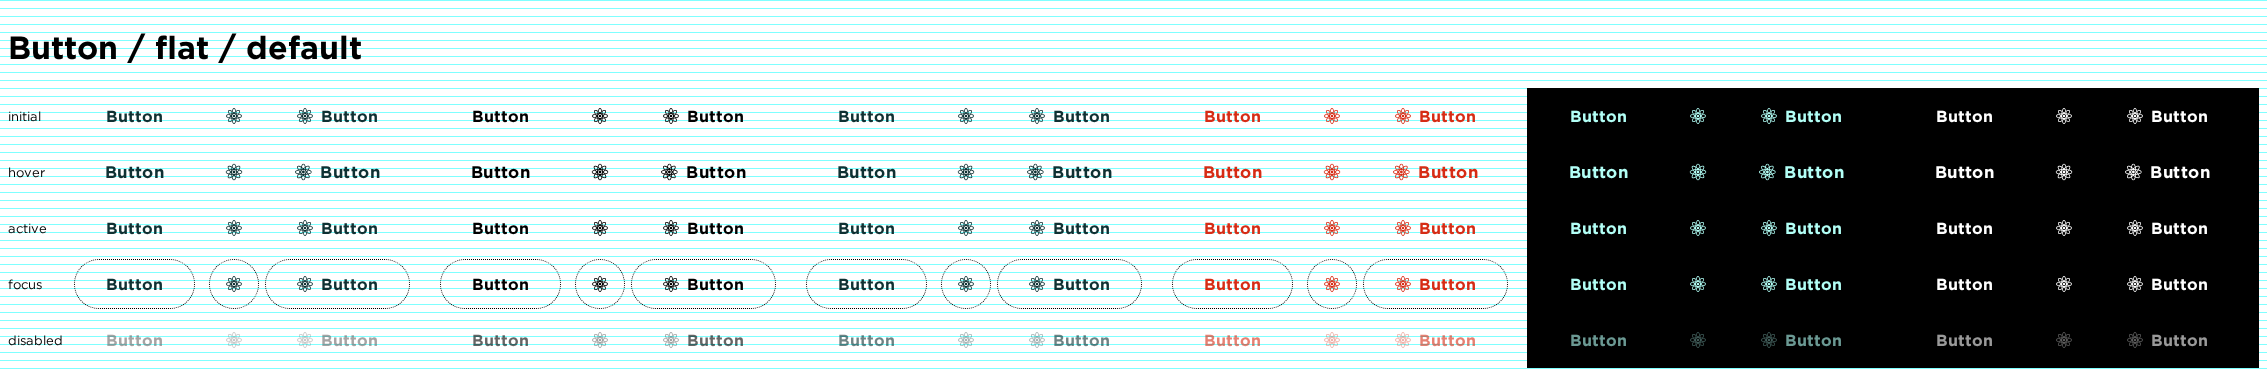 Button / flat / default
initial Button Button Button Button Button Button Button Button Button Button Button Button
hover Button Button Button Button Button Button Button Button Button Button Button Button
active Button Button Button Button Button Button Button Button Button Button Button Button
focus Button Button Button Button Button Button Button Button Button Button Button Button
disabled Button Button Button Button Button Button Button Button Button Button Button Button